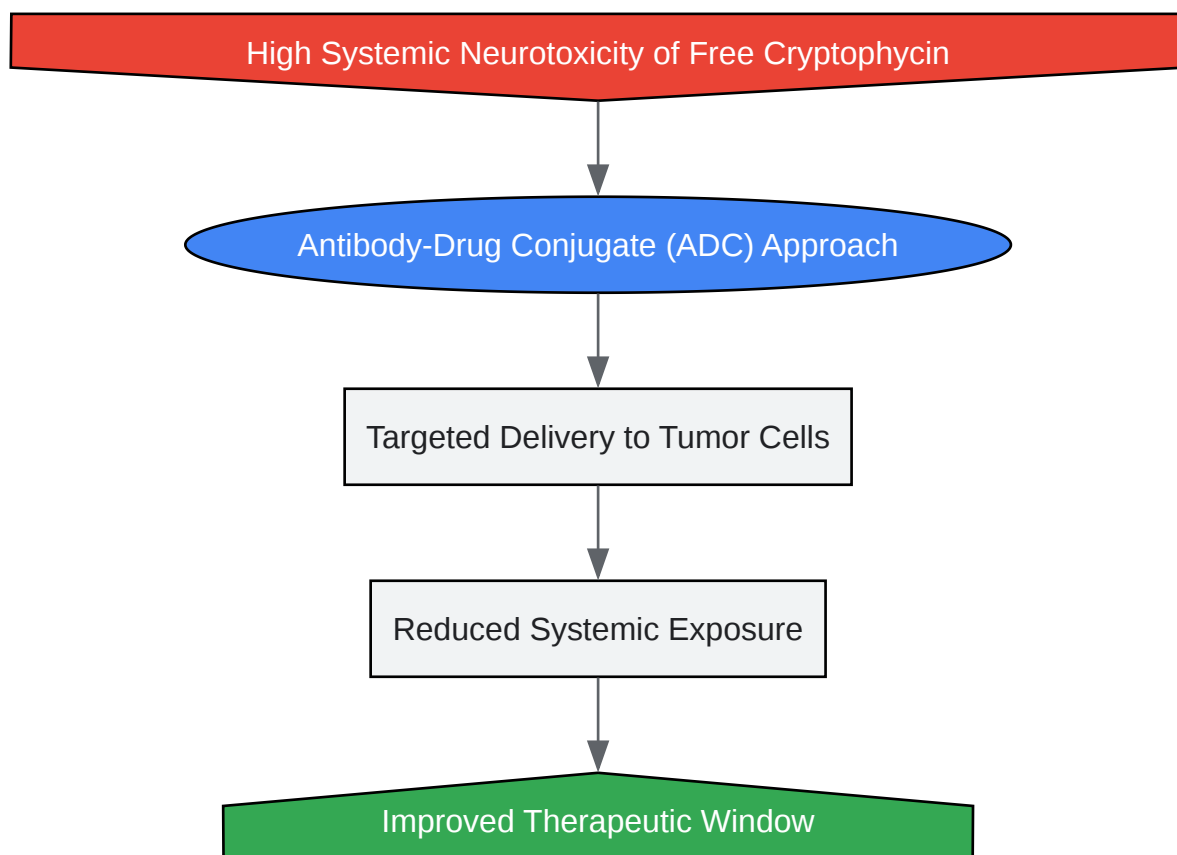 High Systemic Neurotoxicity of Free Cryptophycin
Antibody-Drug Conjugate (ADC) Approach
Targeted Delivery to Tumor Cells
Reduced Systemic Exposure
Improved Therapeutic Window